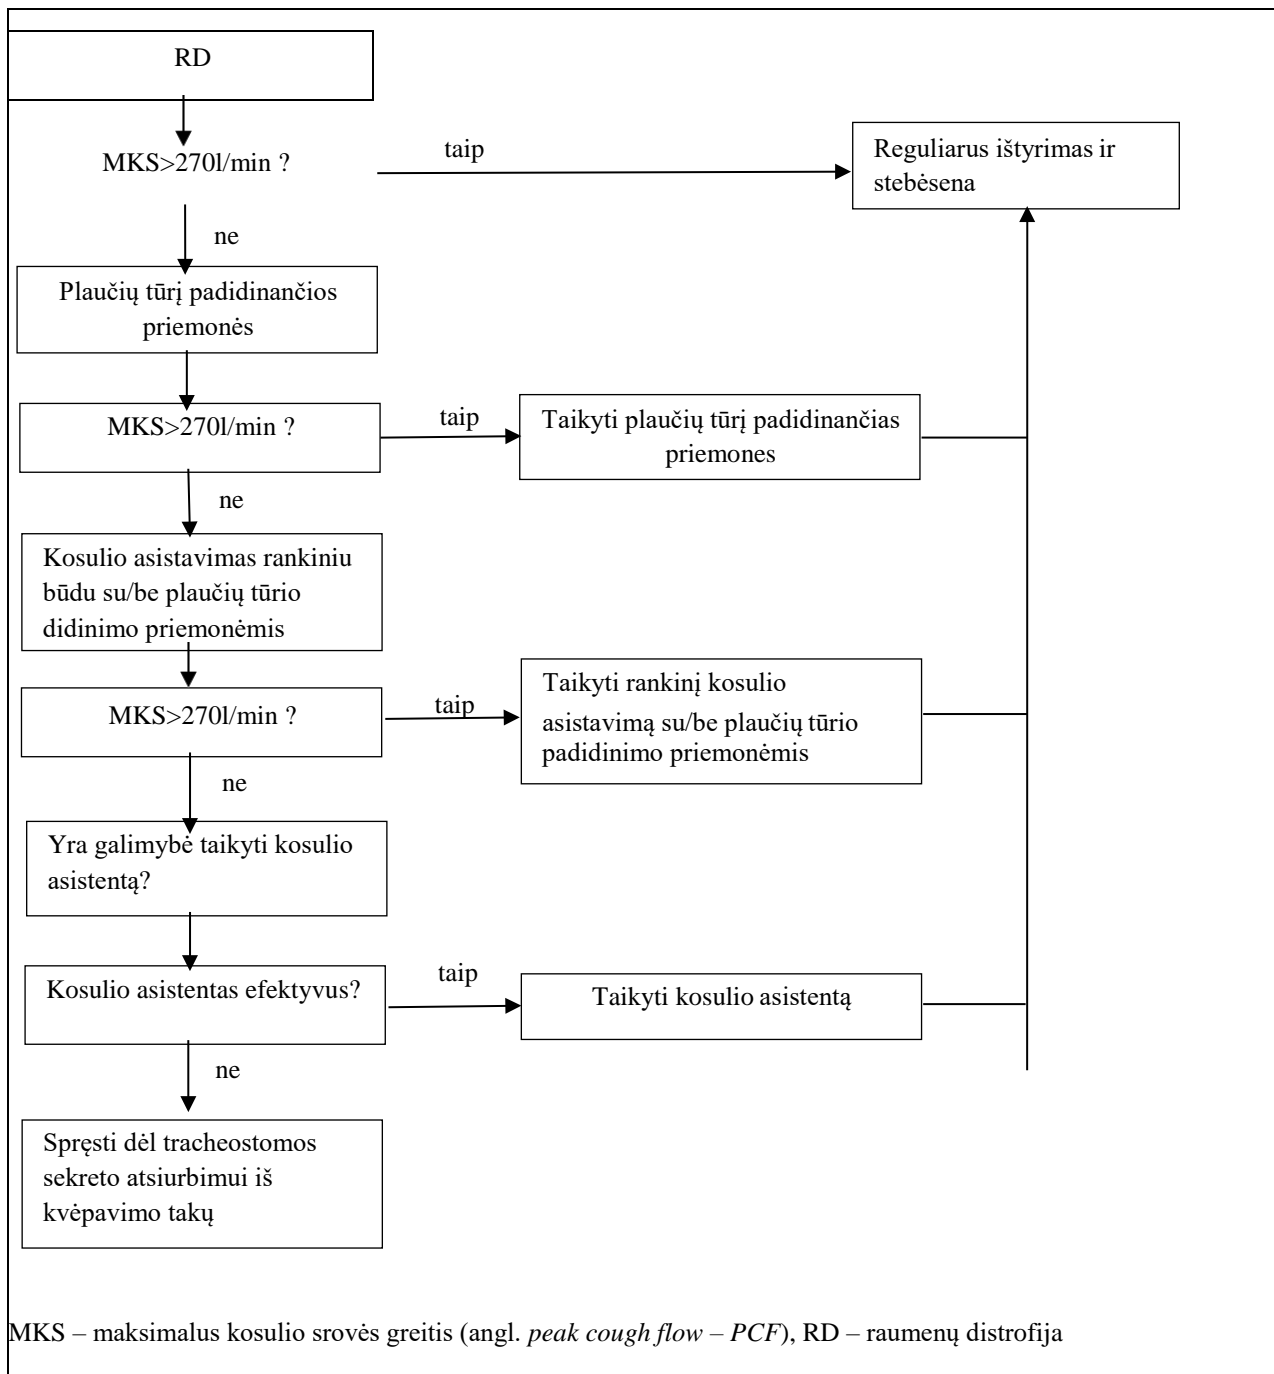 RD
MKS>270l/min ?
taip
Reguliarus ištyrimas ir
stebėsena
ne
Plaučių tūrį padidinančios
priemonės
MKS>270l/min ?
taip
Taikyti plaučių tūrį padidinančias
priemones
ne
Kosulio asistavimas rankiniu
būdu su/be plaučių tūrio
didinimo priemonėmis
MKS>270l/min ?
taip
Taikyti rankinį kosulio
asistavimą su/be plaučių tūrio
padidinimo priemonėmis
ne
Yra galimybė taikyti kosulio
asistentą?
Kosulio asistentas efektyvus?
taip
Taikyti kosulio asistentą
ne
Spręsti dėl tracheostomos
sekreto atsiurbimui iš
kvėpavimo takų
MKS – maksimalus kosulio srovės greitis (angl. peak cough flow – PCF), RD – raumenų distrofija